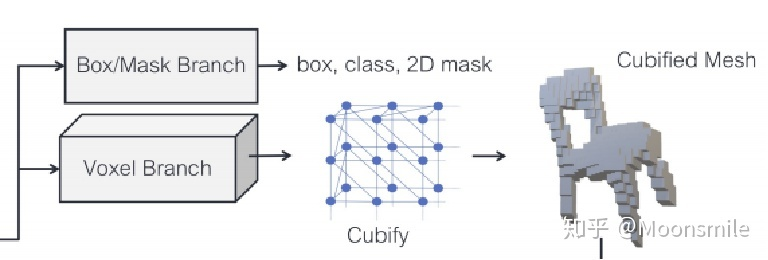 Box/Mask Branch
box, class, 2D mask
Cubified Mesh
Voxel Branch
Cubify
知乎 @Moonsmile